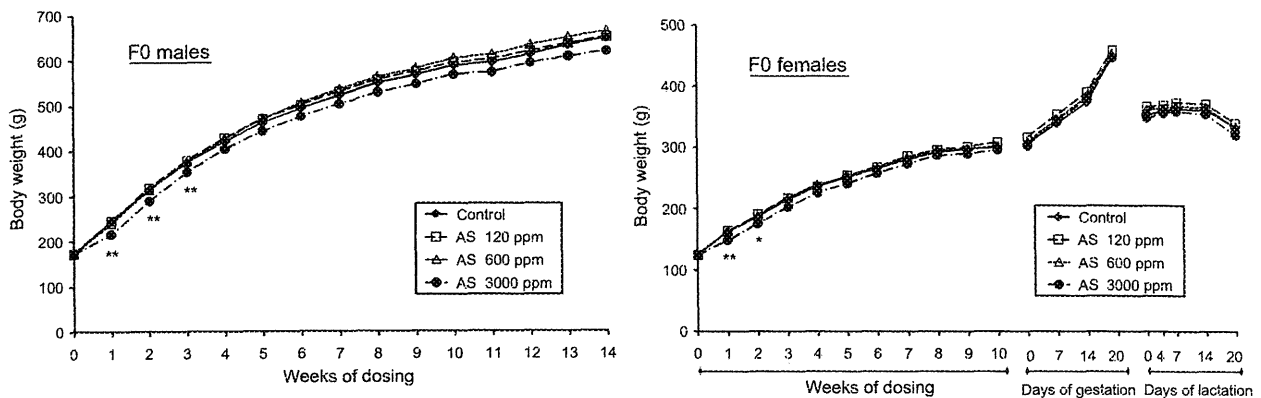 F0 males
Body weight (g)
700
600
500
400
300
200
100
0
**
**
**
Control
AS 120 ppm
AS 600 ppm
AS 3000 ppm
0 1 2 3 4 5 6 7 8 9 10 11 12 13 14
Weeks of dosing
F0 females
Body weight (g)
500
400
300
200
100
0
**
*
Control
AS 120 ppm
AS 600 ppm
AS 3000 ppm
0 1 2 3 4 5 6 7 8 9 10 0 7 14 20 0 4 7 14 20
Weeks of dosing Days of gestation Days of lactation